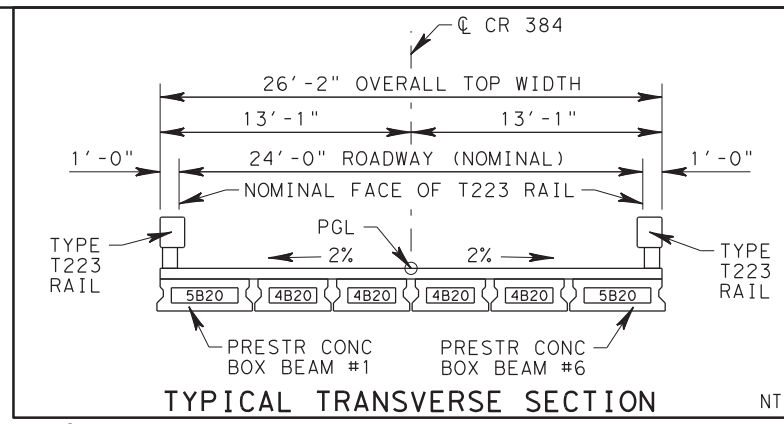 ℄ CR 384
26'-2" OVERALL TOP WIDTH
13'-1" 13'-1"
1'-0" 24'-0" ROADWAY (NOMINAL) 1'-0"
NOMINAL FACE OF T223 RAIL
TYPE
T223
RAIL
PGL
2% 2%
TYPE
T223
RAIL
5B20 4B20 4B20 4B20 4B20 5B20
PRESTR CONC
BOX BEAM #1
PRESTR CONC
BOX BEAM #6
TYPICAL TRANSVERSE SECTION
NT